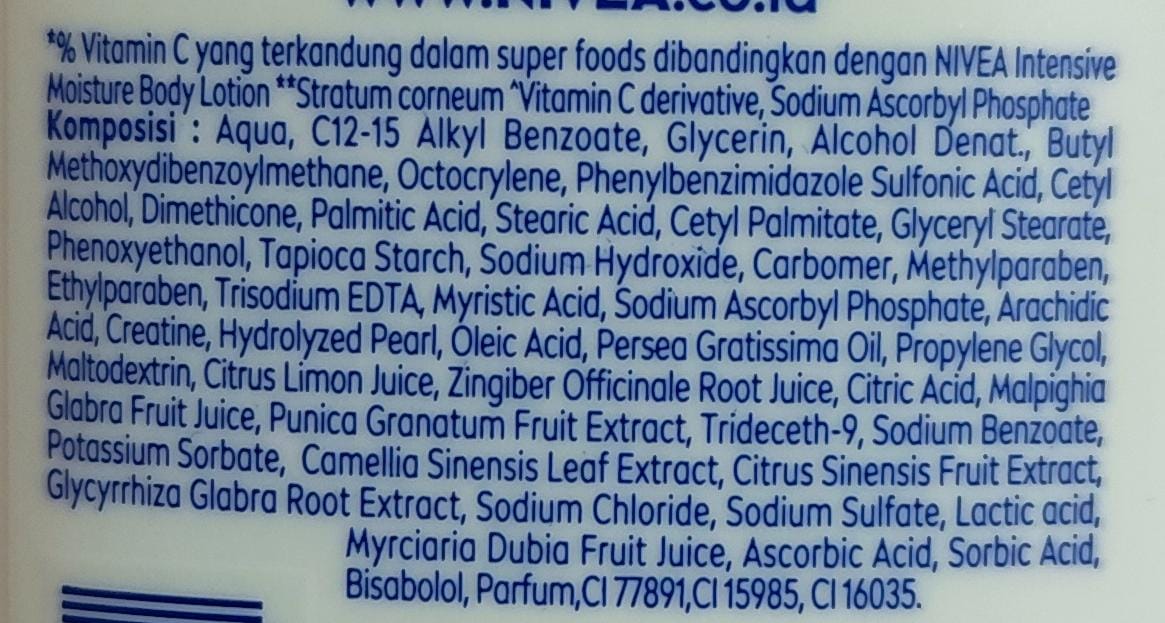 www.NIVEA.co.id
*% Vitamin C yang terkandung dalam super foods dibandingkan dengan NIVEA Intensive
Moisture Body Lotion **Stratum corneum ^Vitamin C derivative, Sodium Ascorbyl Phosphate
Komposisi : Aqua, C12-15 Alkyl Benzoate, Glycerin, Alcohol Denat., Butyl
Methoxydibenzoylmethane, Octocrylene, Phenylbenzimidazole Sulfonic Acid, Cetyl
Alcohol, Dimethicone, Palmitic Acid, Stearic Acid, Cetyl Palmitate, Glyceryl Stearate,
Phenoxyethanol, Tapioca Starch, Sodium Hydroxide, Carbomer, Methylparaben,
Ethylparaben, Trisodium EDTA, Myristic Acid, Sodium Ascorbyl Phosphate, Arachidic
Acid, Creatine, Hydrolyzed Pearl, Oleic Acid, Persea Gratissima Oil, Propylene Glycol,
Maltodextrin, Citrus Limon Juice, Zingiber Officinale Root Juice, Citric Acid, Malpighia
Glabra Fruit Juice, Punica Granatum Fruit Extract, Trideceth-9, Sodium Benzoate,
Potassium Sorbate, Camellia Sinensis Leaf Extract, Citrus Sinensis Fruit Extract,
Glycyrrhiza Glabra Root Extract, Sodium Chloride, Sodium Sulfate, Lactic acid,
Myrciaria Dubia Fruit Juice, Ascorbic Acid, Sorbic Acid,
Bisabolol, Parfum,CI 77891,CI 15985, CI 16035.